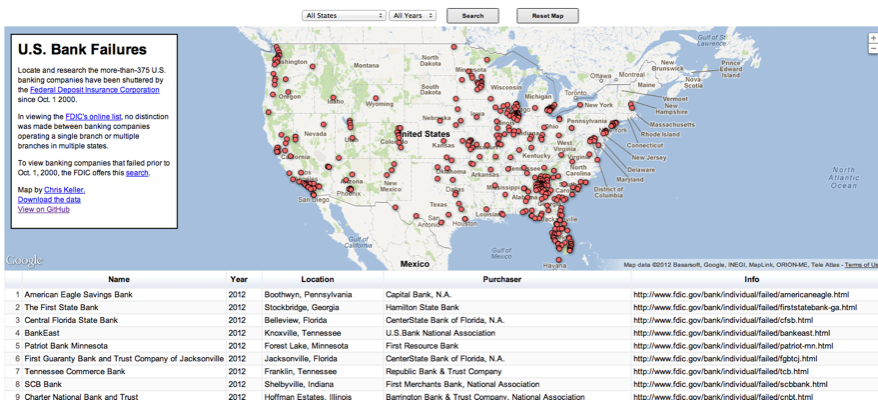 All States All Years Search Reset Map
U.S. Bank Failures
Locate and research the more-than-375 U.S.
banking companies have been shuttered by
the Federal Deposit Insurance Corporation
since Oct. 1 2000.
In viewing the FDIC's online list, no distinction
was made between banking companies
operating a single branch or multiple
branches in multiple states.
To view banking companies that failed prior to
Oct. 1, 2000, the FDIC offers this search.
Map by Chris Keller.
Download the data
View on GitHub
Gulf of
St. Lawrence
Washington
Montana
North
Dakota
Minnesota
Ottawa
Montreal
New
Brunswick
Prince
Edward
Island
Nova
Scotia
Maine
Oregon
Idaho
Wyoming
South
Dakota
Wisconsin
Michigan
Toronto
New York
Vermont
New
Hampshire
Massachusetts
Rhode Island
Connecticut
New Jersey
Delaware
Maryland
District of
Columbia
Nevada
Utah
Colorado
United States
Nebraska
Iowa
Illinois
Indiana
Ohio
Pennsylvania
West
Virginia
Virginia
Kansas
Kentucky
California
Los
Angeles
San Diego
Arizona
Phoenix
New
Mexico
Oklahoma
Arkansas
Tennessee
North
Carolina
Dallas
Mississippi
Alabama
Georgia
Texas
San
Antonio
Houston
Louisiana
Jacksonville
Gulf of
California
Gulf of
Mexico
Mexico
Havana
North
Atlantic
Ocean
Google
Map data ©2012 Basarsoft, Google, INEGI, MapLink, ORION-ME, Tele Atlas - Terms of Us
Name Year Location Purchaser Info
1 American Eagle Savings Bank 2012 Boothwyn, Pennsylvania Capital Bank, N.A. http://www.fdic.gov/bank/individual/failed/americaneagle.html
2 The First State Bank 2012 Stockbridge, Georgia Hamilton State Bank http://www.fdic.gov/bank/individual/failed/firststatebank-ga.html
3 Central Florida State Bank 2012 Belleview, Florida CenterState Bank of Florida, N.A. http://www.fdic.gov/bank/individual/failed/cfsb.html
4 BankEast 2012 Knoxville, Tennessee U.S.Bank National Association http://www.fdic.gov/bank/individual/failed/bankeast.html
5 Patriot Bank Minnesota 2012 Forest Lake, Minnesota First Resource Bank http://www.fdic.gov/bank/individual/failed/patriot-mn.html
6 First Guaranty Bank and Trust Company of Jacksonville 2012 Jacksonville, Florida CenterState Bank of Florida, N.A. http://www.fdic.gov/bank/individual/failed/fgbtcj.html
7 Tennessee Commerce Bank 2012 Franklin, Tennessee Republic Bank & Trust Company http://www.fdic.gov/bank/individual/failed/tcb.html
8 SCB Bank 2012 Shelbyville, Indiana First Merchants Bank, National Association http://www.fdic.gov/bank/individual/failed/scbbank.html
9 Charter National Bank and Trust 2012 Hoffman Estates, Illinois Barrington Bank & Trust Company, National Association http://www.fdic.gov/bank/individual/failed/cnbt.html